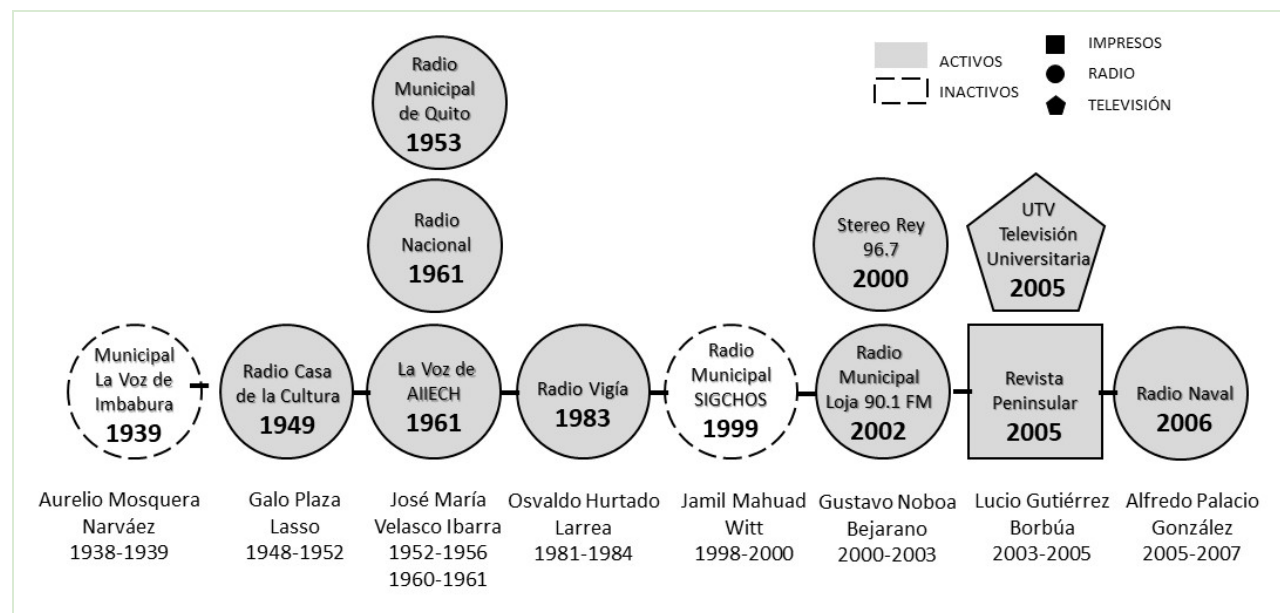 Radio
Municipal
de Quito
1953
ACTIVOS
INACTIVOS
IMPRESOS
RADIO
TELEVISIÓN
Radio
Nacional
1961
Stereo Rey
96.7
2000
UTV
Televisión
Universitaria
2005
Municipal
La Voz de
Imbabura
1939
Radio Casa
de la Cultura
1949
La Voz de
AIIECH
1961
Radio Vigía
1983
Radio
Municipal
SIGCHOS
1999
Radio
Municipal
Loja 90.1 FM
2002
Revista
Peninsular
2005
Radio Naval
2006
Aurelio Mosquera
Narváez
1938-1939
Galo Plaza
Lasso
1948-1952
José María
Velasco Ibarra
1952-1956
1960-1961
Osvaldo Hurtado
Larrea
1981-1984
Jamil Mahuad
Witt
1998-2000
Gustavo Noboa
Bejarano
2000-2003
Lucio Gutiérrez
Borbúa
2003-2005
Alfredo Palacio
González
2005-2007